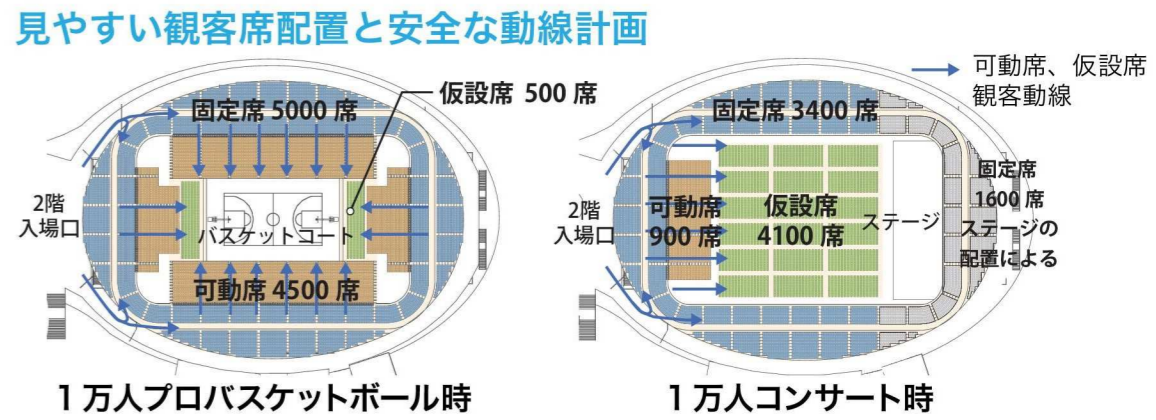 見やすい観客席配置と安全な動線計画
固定席 5000 席
仮設席 500 席
2階
入場口
バスケットコート
可動席 4500 席
1万人プロバスケットボール時
可動席、仮設席
観客動線
固定席 3400 席
固定席
1600 席
ステージの
配置による
2階
入場口
可動席
900 席
仮設席
4100 席
ステージ
1万人コンサート時